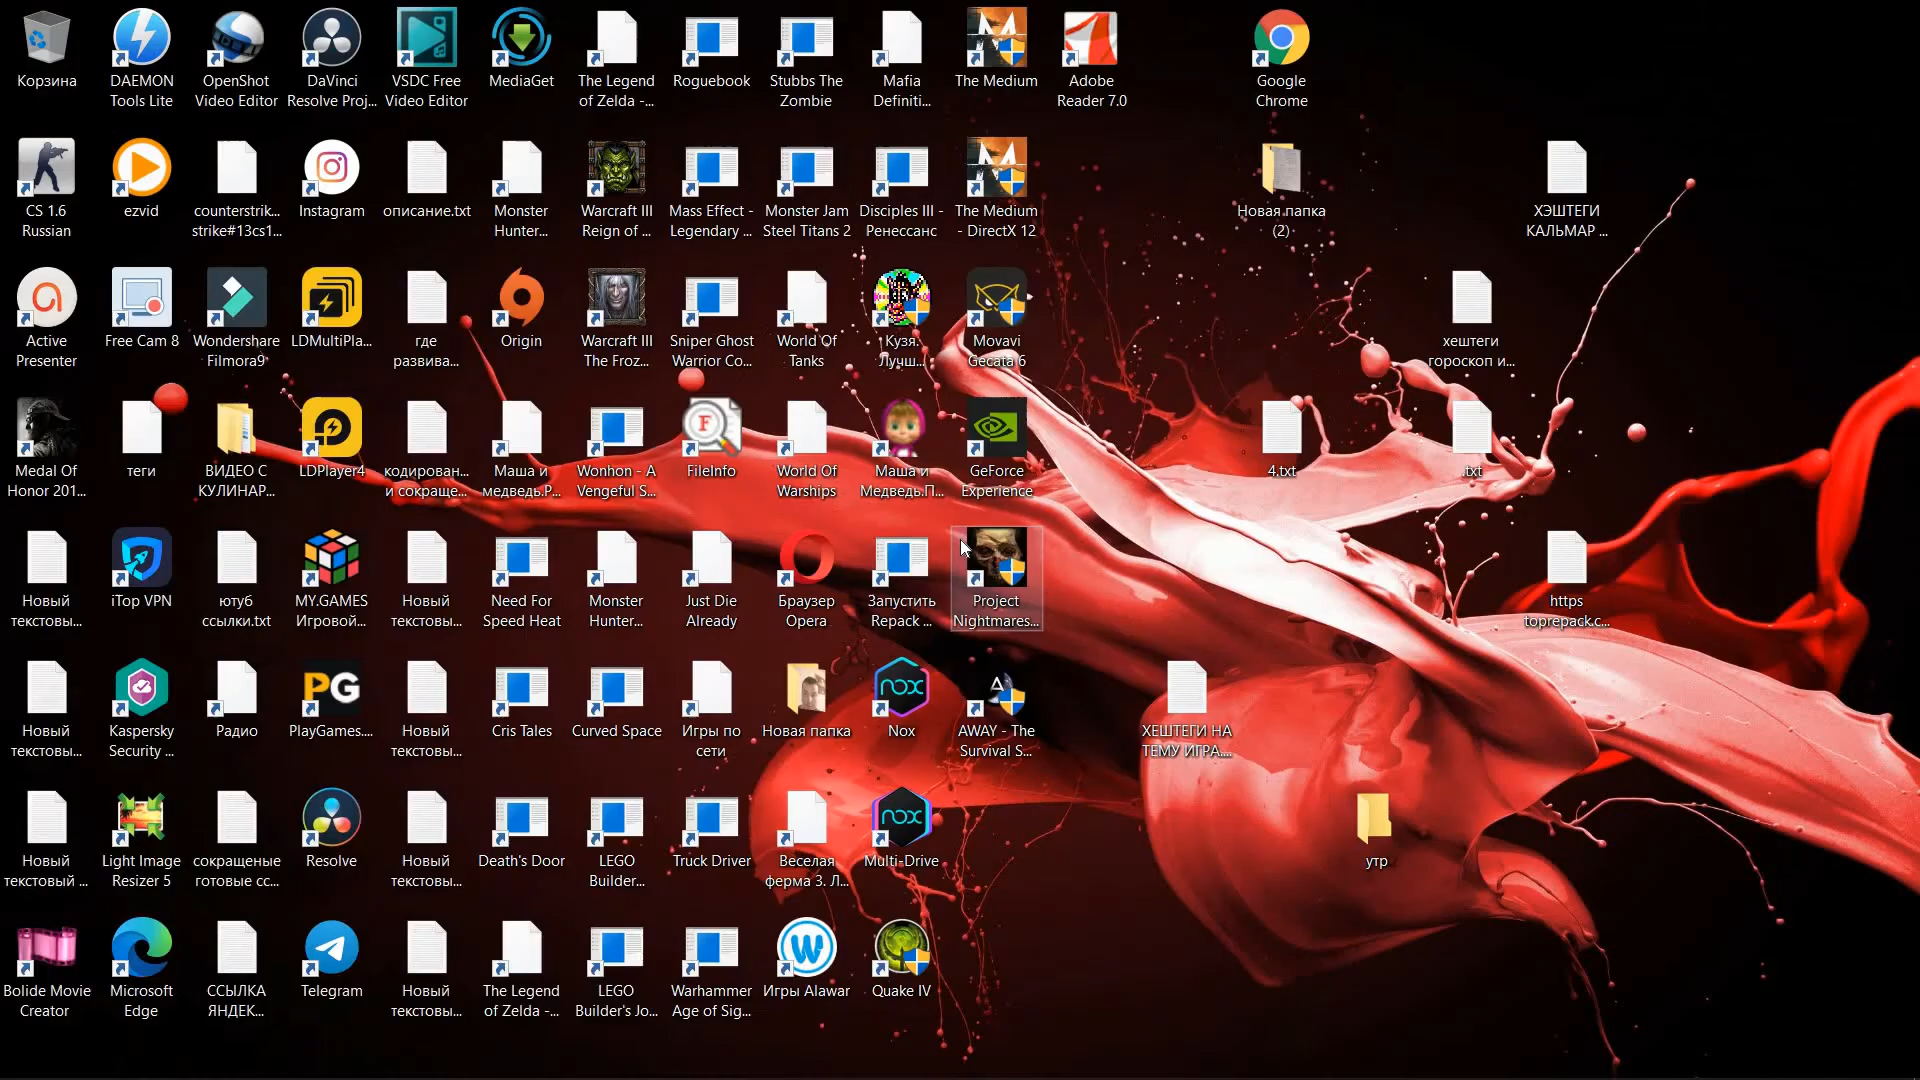 Корзина
DAEMON
Tools Lite
OpenShot
Video Editor
DaVinci
Resolve Proj...
VSDC Free
Video Editor
MediaGet
The Legend
of Zelda -...
Roguebook
Stubbs The
Zombie
Mafia
Definiti...
The Medium
Adobe
Reader 7.0
Google
Chrome
CS 1.6
Russian
ezvid
counterstrik...
strike#13cs1...
Instagram
описание.txt
Monster
Hunter...
Warcraft III
Reign of ...
Mass Effect -
Legendary ...
Monster Jam
Steel Titans 2
Disciples III -
Ренессанс
The Medium
- DirectX 12
Новая папка
(2)
ХЭШТЕГИ
КАЛЬМАР ...
Active
Presenter
Free Cam 8
Wondershare
Filmora9
LDMultiPla...
где
развива...
Origin
Warcraft III
The Froz...
Sniper Ghost
Warrior Co...
World Of
Tanks
Кузя.
Лучш...
Movavi
Gecata 6
хештеги
гороскоп и...
Medal Of
Honor 201...
теги
ВИДЕО С
КУЛИНАР...
LDPlayer4
кодирован...
и сокраще...
Маша и
медведь.Р...
Wonhon - A
Vengeful S...
F
FileInfo
World Of
Warships
Маша и
Медведь.П...
GeForce
Experience
4.txt
.txt
Новый
текстовы...
iTop VPN
ютуб
ссылки.txt
MY.GAMES
Игровой...
Новый
текстовы...
Need For
Speed Heat
Monster
Hunter...
Just Die
Already
Браузер
Opera
Запустить
Repack ...
Project
Nightmares...
https
toprepack.c...
Новый
текстовы...
Kaspersky
Security ...
Радио
PG
PlayGames....
Новый
текстовы...
Cris Tales
Curved Space
Игры по
сети
Новая папка
nox
Nox
AWAY - The
Survival S...
ХЕШТЕГИ НА
ТЕМУ ИГРА....
Новый
текстовый ...
Light Image
Resizer 5
сокращеные
готовые сс...
Resolve
Новый
текстовы...
Death's Door
LEGO
Builder...
Truck Driver
Веселая
ферма 3. Л...
nox
Multi-Drive
утр
Bolide Movie
Creator
Microsoft
Edge
ССЫЛКА
ЯНДЕК...
Telegram
Новый
текстовы...
The Legend
of Zelda -...
LEGO
Builder's Jo...
Warhammer
Age of Sig...
W
Игры Alawar
Quake IV